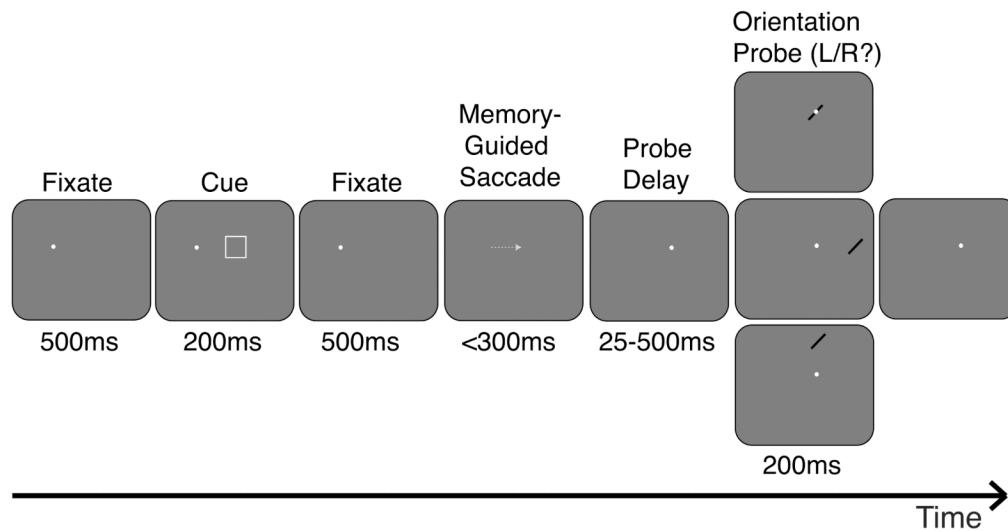 Orientation
Probe (L/R?)
Memory-
Guided
Saccade
Probe
Delay
Fixate
Cue
Fixate
500ms
200ms
500ms
<300ms
25-500ms
200ms
Time